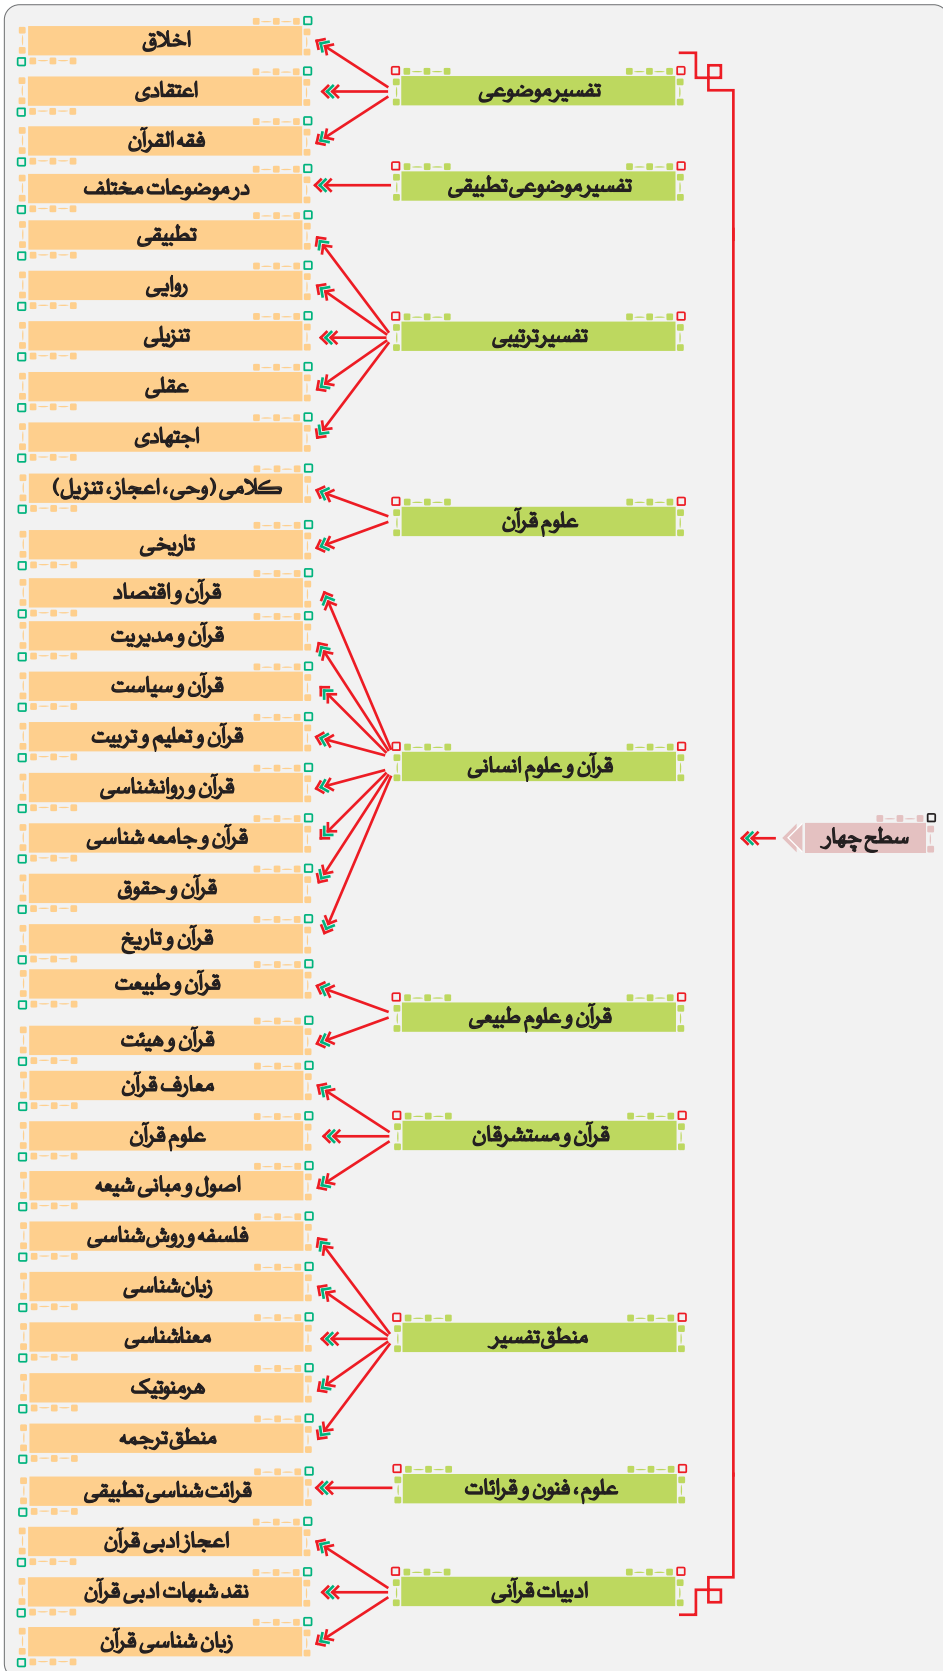 سطح چهار
تفسیر موضوعی
اخلاق
اعتقادی
فقه القرآن
تفسیر موضوعی تطبیقی
در موضوعات مختلف
تفسیر ترتیبی
تطبیقی
روایی
تنزیلی
عقلی
اجتهادی
علوم قرآن
کلامی (وحی، اعجاز، تنزیل)
تاریخی
قرآن و علوم انسانی
قرآن و اقتصاد
قرآن و مدیریت
قرآن و سیاست
قرآن و تعلیم و تربیت
قرآن و روانشناسی
قرآن و جامعه شناسی
قرآن و حقوق
قرآن و تاریخ
قرآن و علوم طبیعی
قرآن و طبیعت
قرآن و هیئت
قرآن و مستشرقان
معارف قرآن
علوم قرآن
اصول و مبانی شیعه
منطق تفسیر
فلسفه و روش شناسی
زبان شناسی
معناشناسی
هرمنوتیک
منطق ترجمه
علوم، فنون و قرائات
قرائت شناسی تطبیقی
ادبیات قرآنی
اعجاز ادبی قرآن
نقد شبهات ادبی قرآن
زبان شناسی قرآن